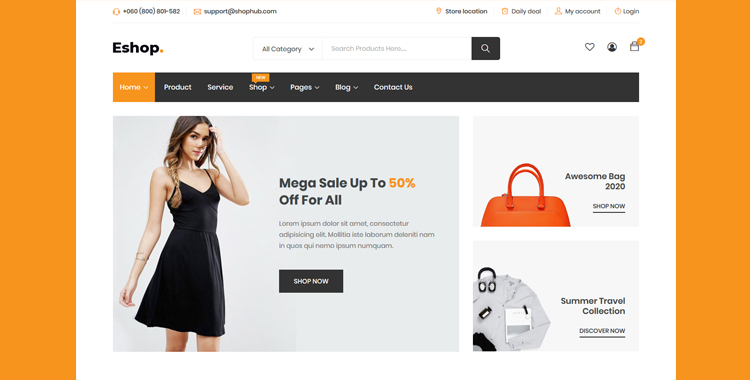 +060 (800) 801-582 support@shophub.com Store location Daily deal My account Login
Eshop. All Category Search Products Here..... 2
NEW
Home Product Service Shop Pages Blog Contact Us
Mega Sale Up To 50%
Off For All
Lorem ipsum dolor sit amet, consectetur
adipisicing elit. Mollitia iste laborum deleniti nam
in quos qui nemo ipsum numquam.
SHOP NOW
Awesome Bag
2020
SHOP NOW
Summer Travel
Collection
DISCOVER NOW